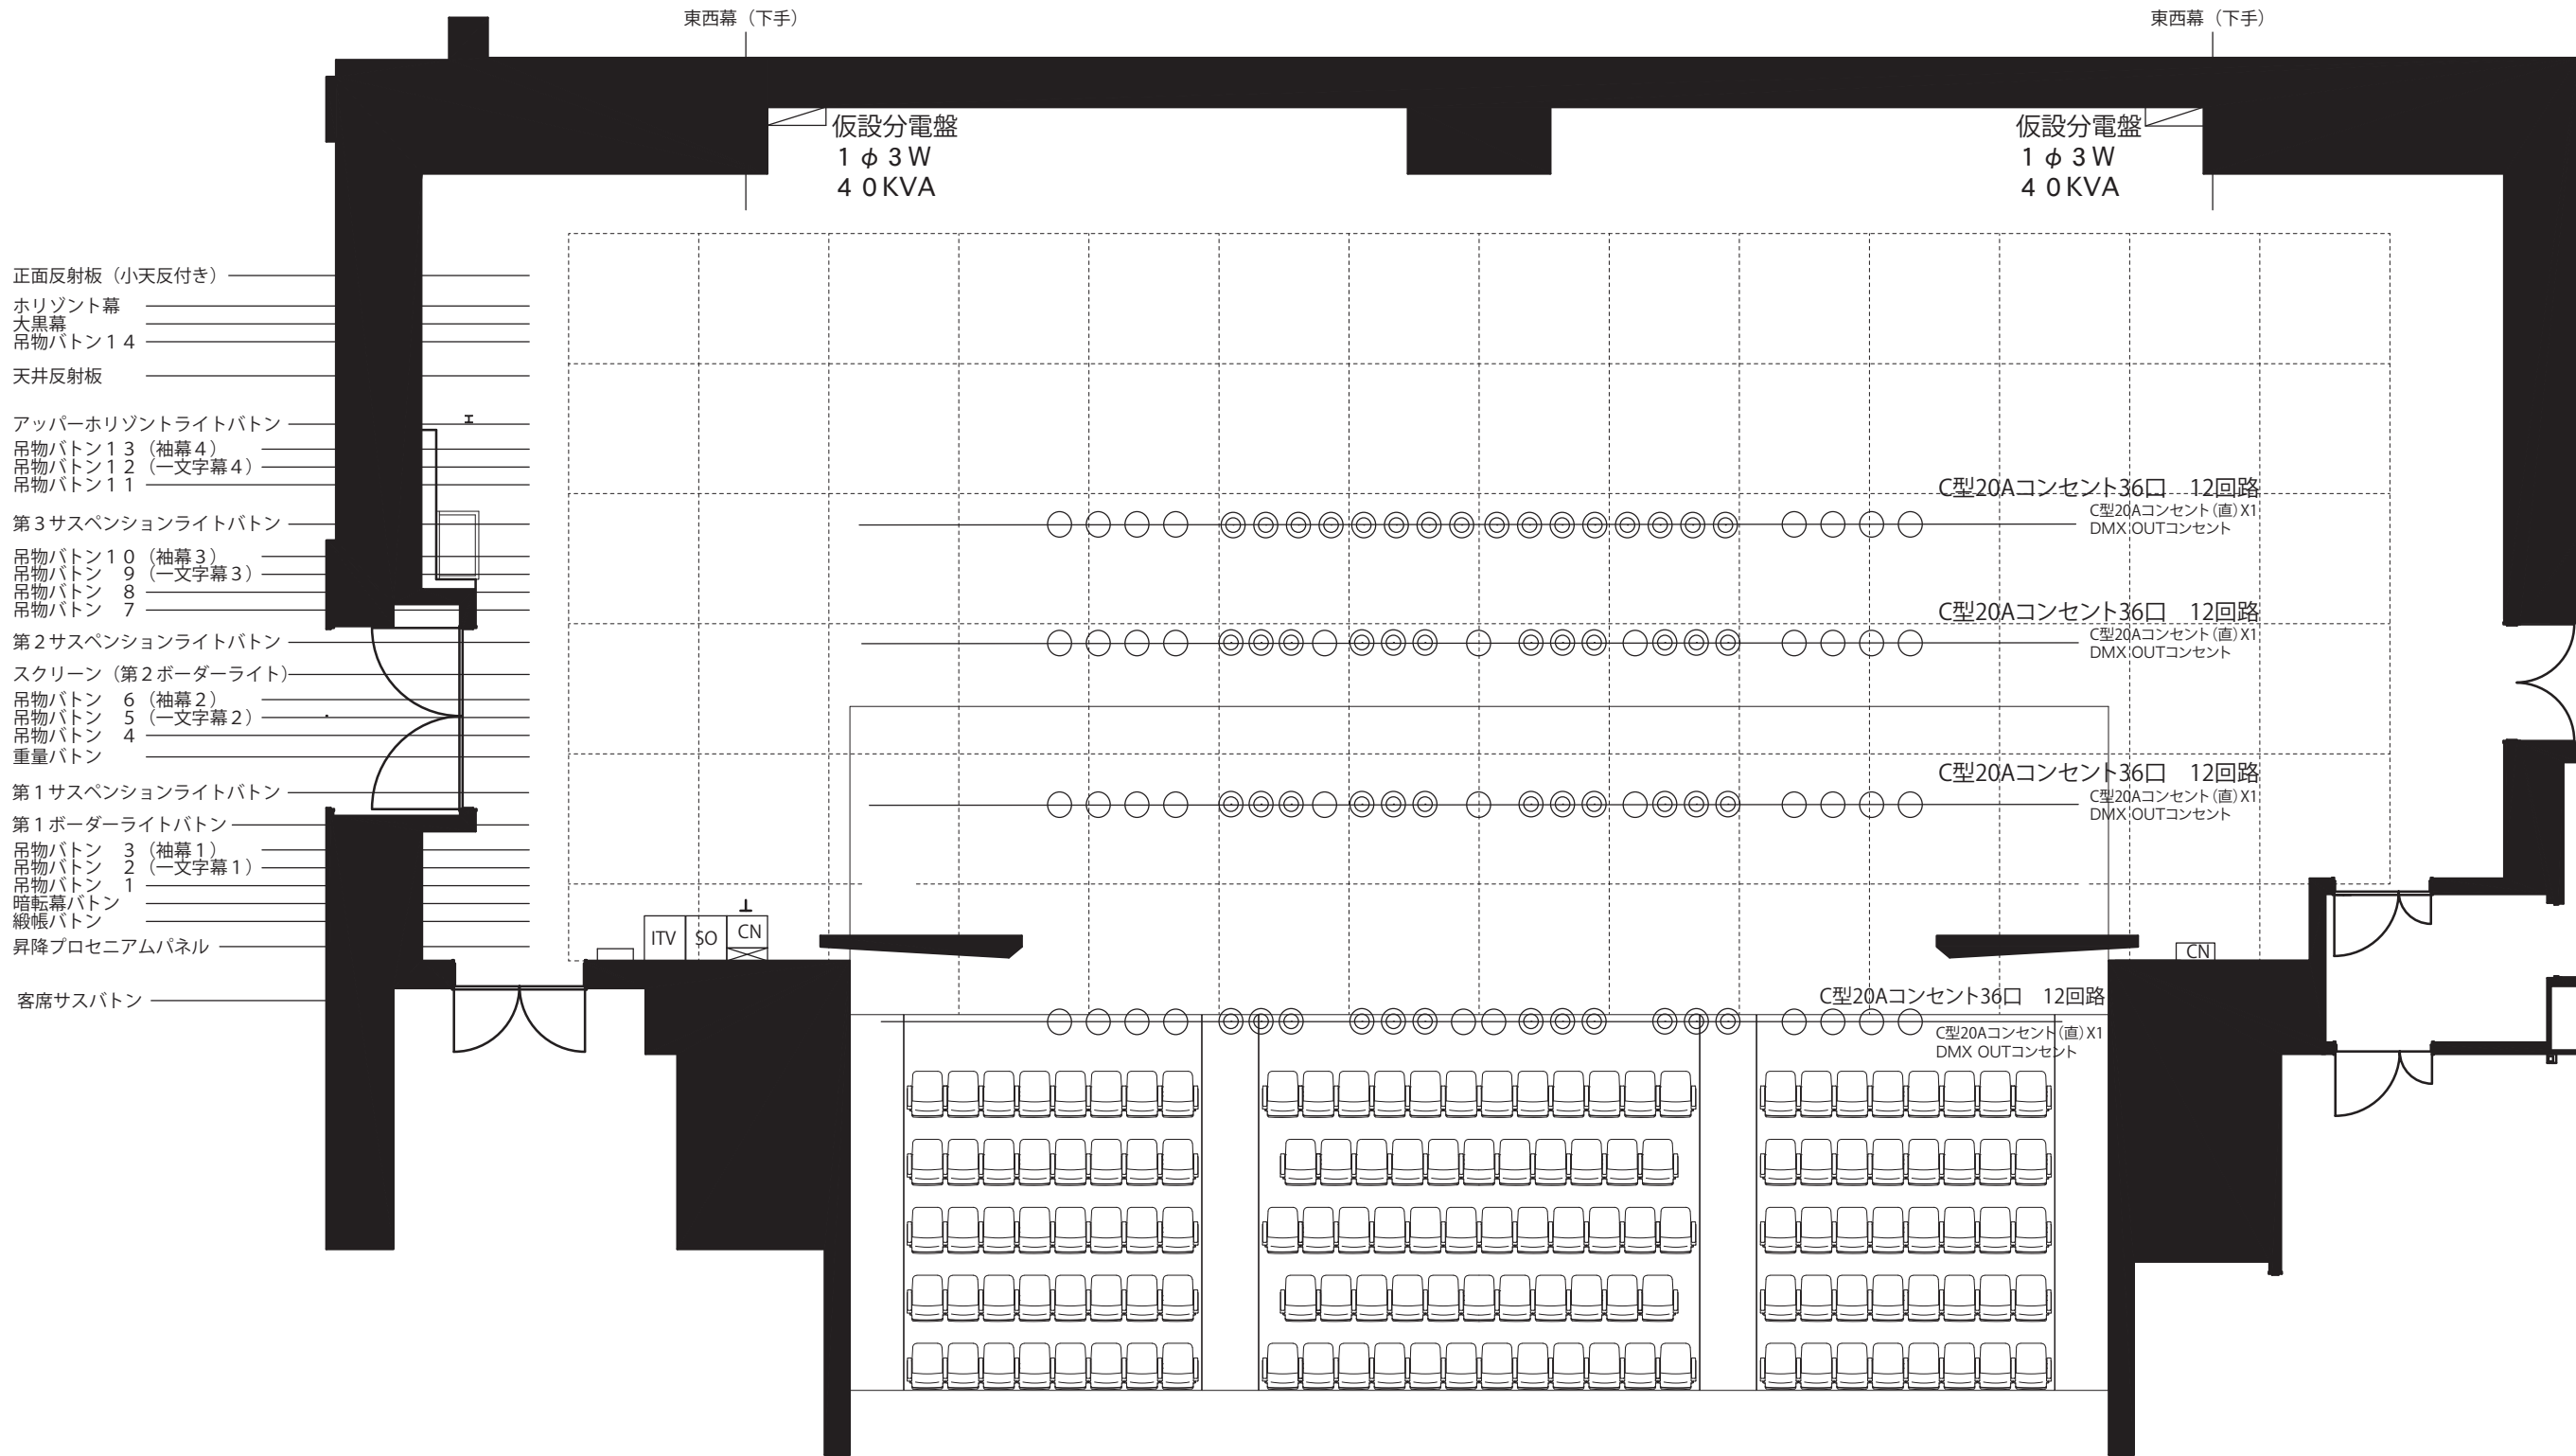 東西幕（下手）
東西幕（下手）
仮設分電盤
１φ３W
４０KVA
仮設分電盤
１φ３W
４０KVA
正面反射板（小天反付き）
ホリゾント幕
大黒幕
吊物バトン１４
天井反射板
アッパーホリゾントライトバトン
吊物バトン１３（袖幕４）
吊物バトン１２（一文字幕４）
吊物バトン１１
第３サスペンションライトバトン
吊物バトン１０（袖幕３）
吊物バトン　９（一文字幕３）
吊物バトン　８
吊物バトン　７
第２サスペンションライトバトン
スクリーン（第２ボーダーライト）
吊物バトン　６（袖幕２）
吊物バトン　５（一文字幕２）
吊物バトン　４
重量バトン
第１サスペンションライトバトン
第１ボーダーライトバトン
吊物バトン　３（袖幕１）
吊物バトン　２（一文字幕１）
吊物バトン　１
暗転幕バトン
緞帳バトン
昇降プロセニアムパネル
客席サスバトン
C型20Aコンセント36口　12回路
C型20Aコンセント（直）X1
DMX OUTコンセント
C型20Aコンセント36口　12回路
C型20Aコンセント（直）X1
DMX OUTコンセント
C型20Aコンセント36口　12回路
C型20Aコンセント（直）X1
DMX OUTコンセント
ITV
SO
CN
CN
C型20Aコンセント36口　12回路
C型20Aコンセント（直）X1
DMX OUTコンセント